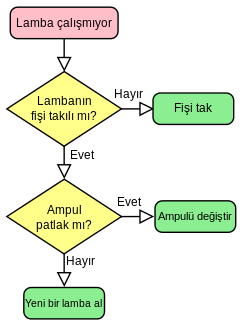 Lamba çalışmıyor
Lambanın
fişi takılı mı?
Hayır
Fişi tak
Evet
Ampul
patlak mı?
Evet
Ampulü değiştir
Hayır
Yeni bir lamba al